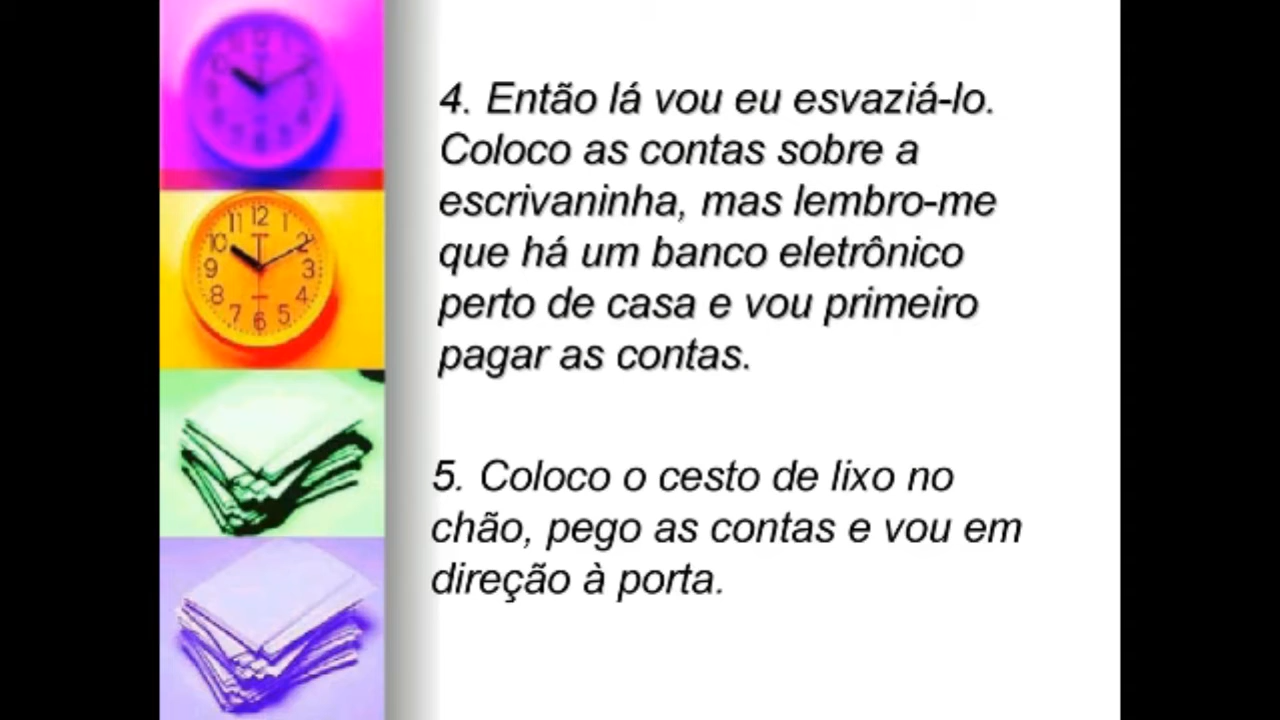 4. Então lá vou eu esvaziá-lo.
Coloco as contas sobre a
escrivaninha, mas lembro-me
que há um banco eletrônico
perto de casa e vou primeiro
pagar as contas.
5. Coloco o cesto de lixo no
chão, pego as contas e vou em
direção à porta.